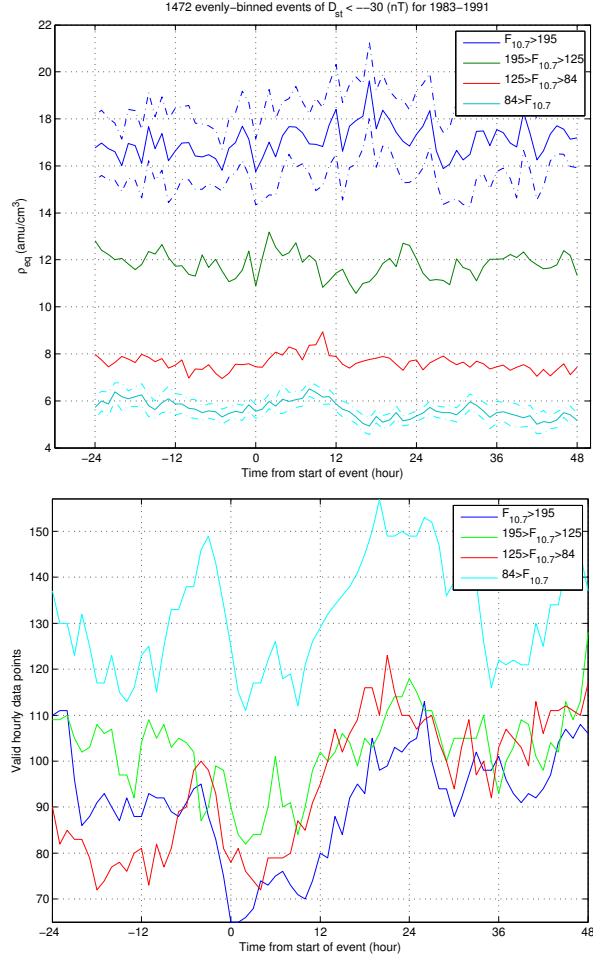 1472 evenly−binned events of D_st < −−30 (nT) for 1983−1991
22
20
18
16
14
12
10
8
6
4
ρ_eq (amu/cm^3)
F_10.7>195
195>F_10.7>125
125>F_10.7>84
84>F_10.7
−24 −12 0 12 24 36 48
Time from start of event (hour)
150
140
130
120
110
100
90
80
70
Valid hourly data points
F_10.7>195
195>F_10.7>125
125>F_10.7>84
84>F_10.7
−24 −12 0 12 24 36 48
Time from start of event (hour)